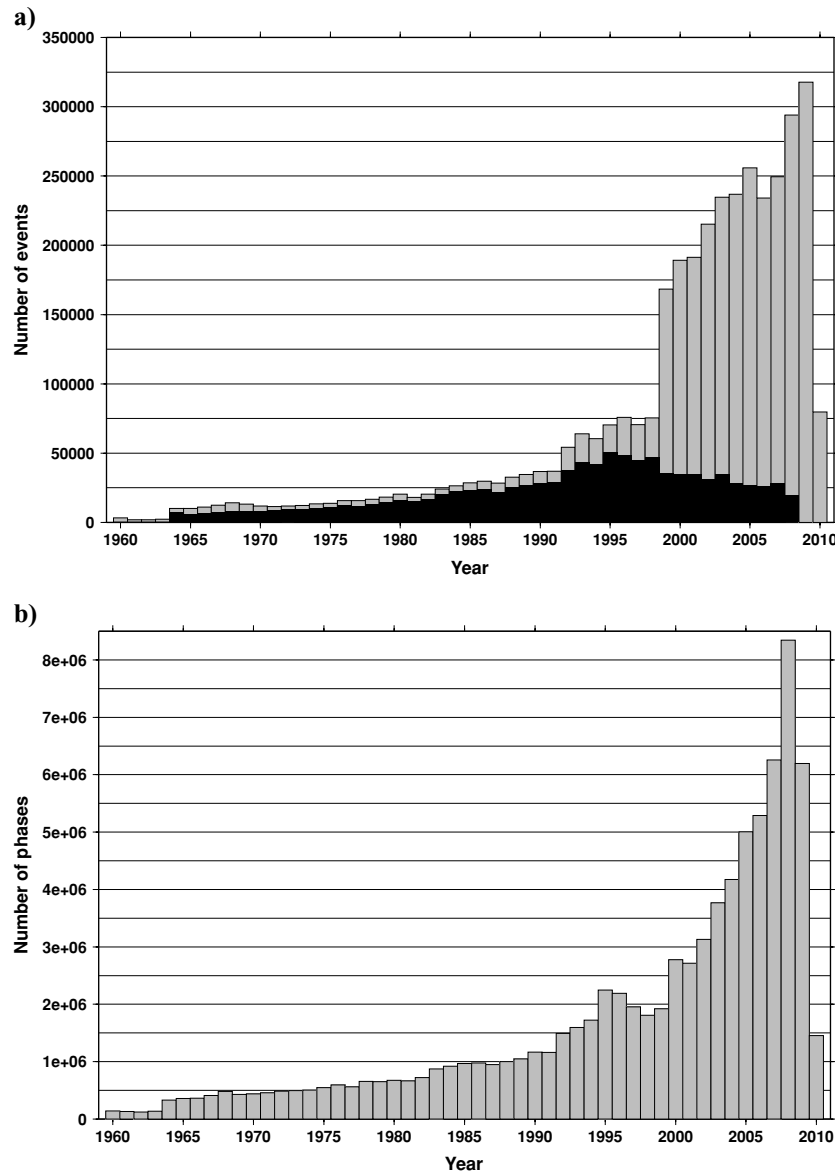 a)
350000
300000
250000
200000
150000
100000
50000
0
Number of events
1960 1965 1970 1975 1980 1985 1990 1995 2000 2005 2010
Year
b)
8e+06
7e+06
6e+06
5e+06
4e+06
3e+06
2e+06
1e+06
0
Number of phases
1960 1965 1970 1975 1980 1985 1990 1995 2000 2005 2010
Year